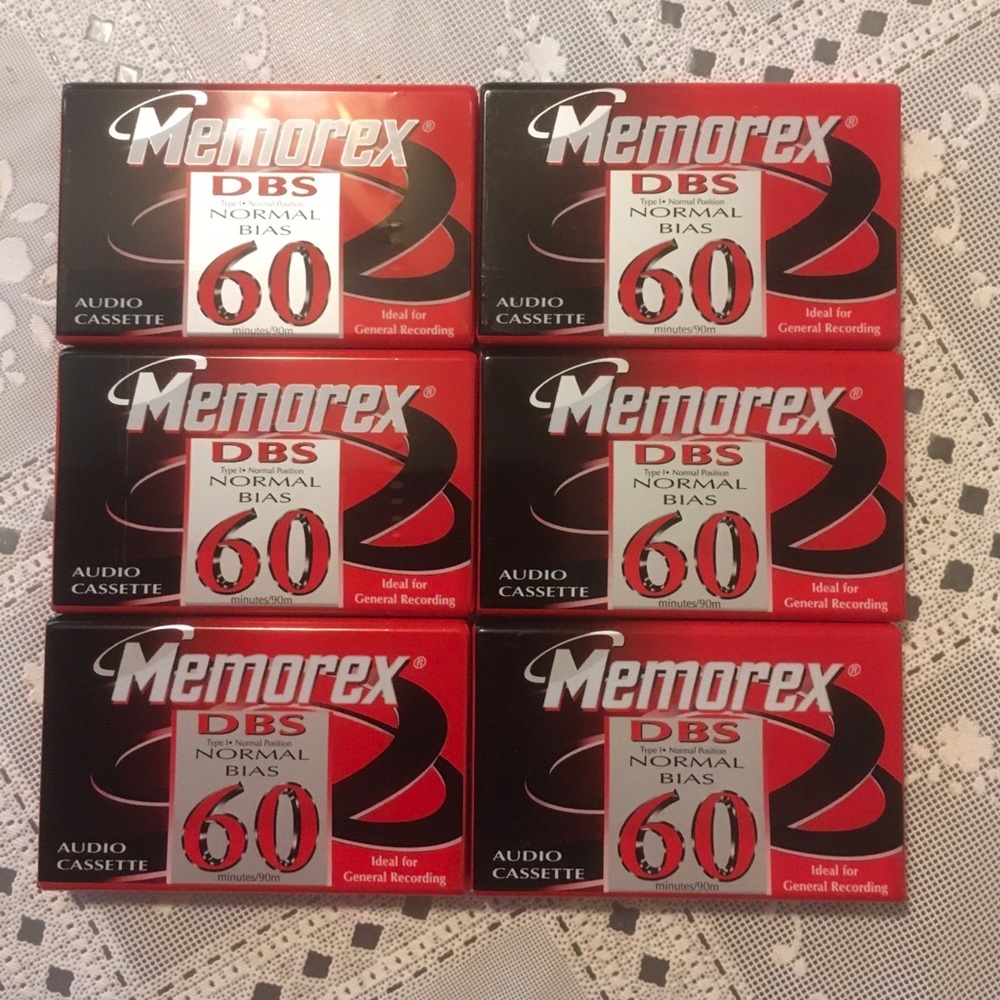 Memorex®
DBS
Type I• Normal Position
NORMAL
BIAS
60
minutes/90m
AUDIO
CASSETTE
Ideal for
General Recording
Memorex®
DBS
Type I• Normal Position
NORMAL
BIAS
60
minutes/90m
AUDIO
CASSETTE
Ideal for
General Recording
Memorex®
DBS
Type I• Normal Position
NORMAL
BIAS
60
minutes/90m
AUDIO
CASSETTE
Ideal for
General Recording
Memorex®
DBS
Type I• Normal Position
NORMAL
BIAS
60
minutes/90m
AUDIO
CASSETTE
Ideal for
General Recording
Memorex®
DBS
Type I• Normal Position
NORMAL
BIAS
60
minutes/90m
AUDIO
CASSETTE
Ideal for
General Recording
Memorex®
DBS
Type I• Normal Position
NORMAL
BIAS
60
minutes/90m
AUDIO
CASSETTE
Ideal for
General Recording